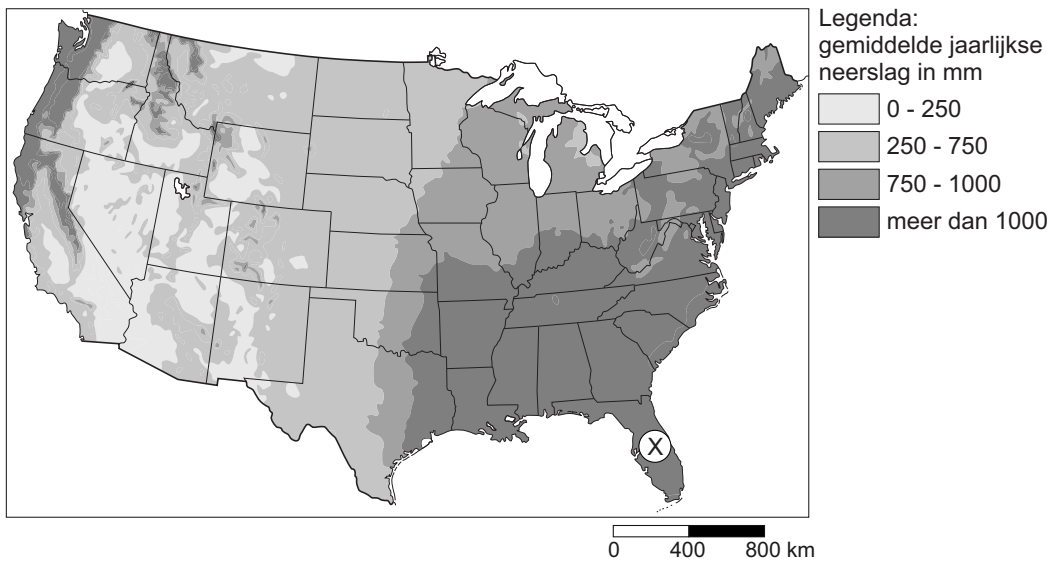 Legenda:
gemiddelde jaarlijkse
neerslag in mm
0 - 250
250 - 750
750 - 1000
meer dan 1000
X
0 400 800 km